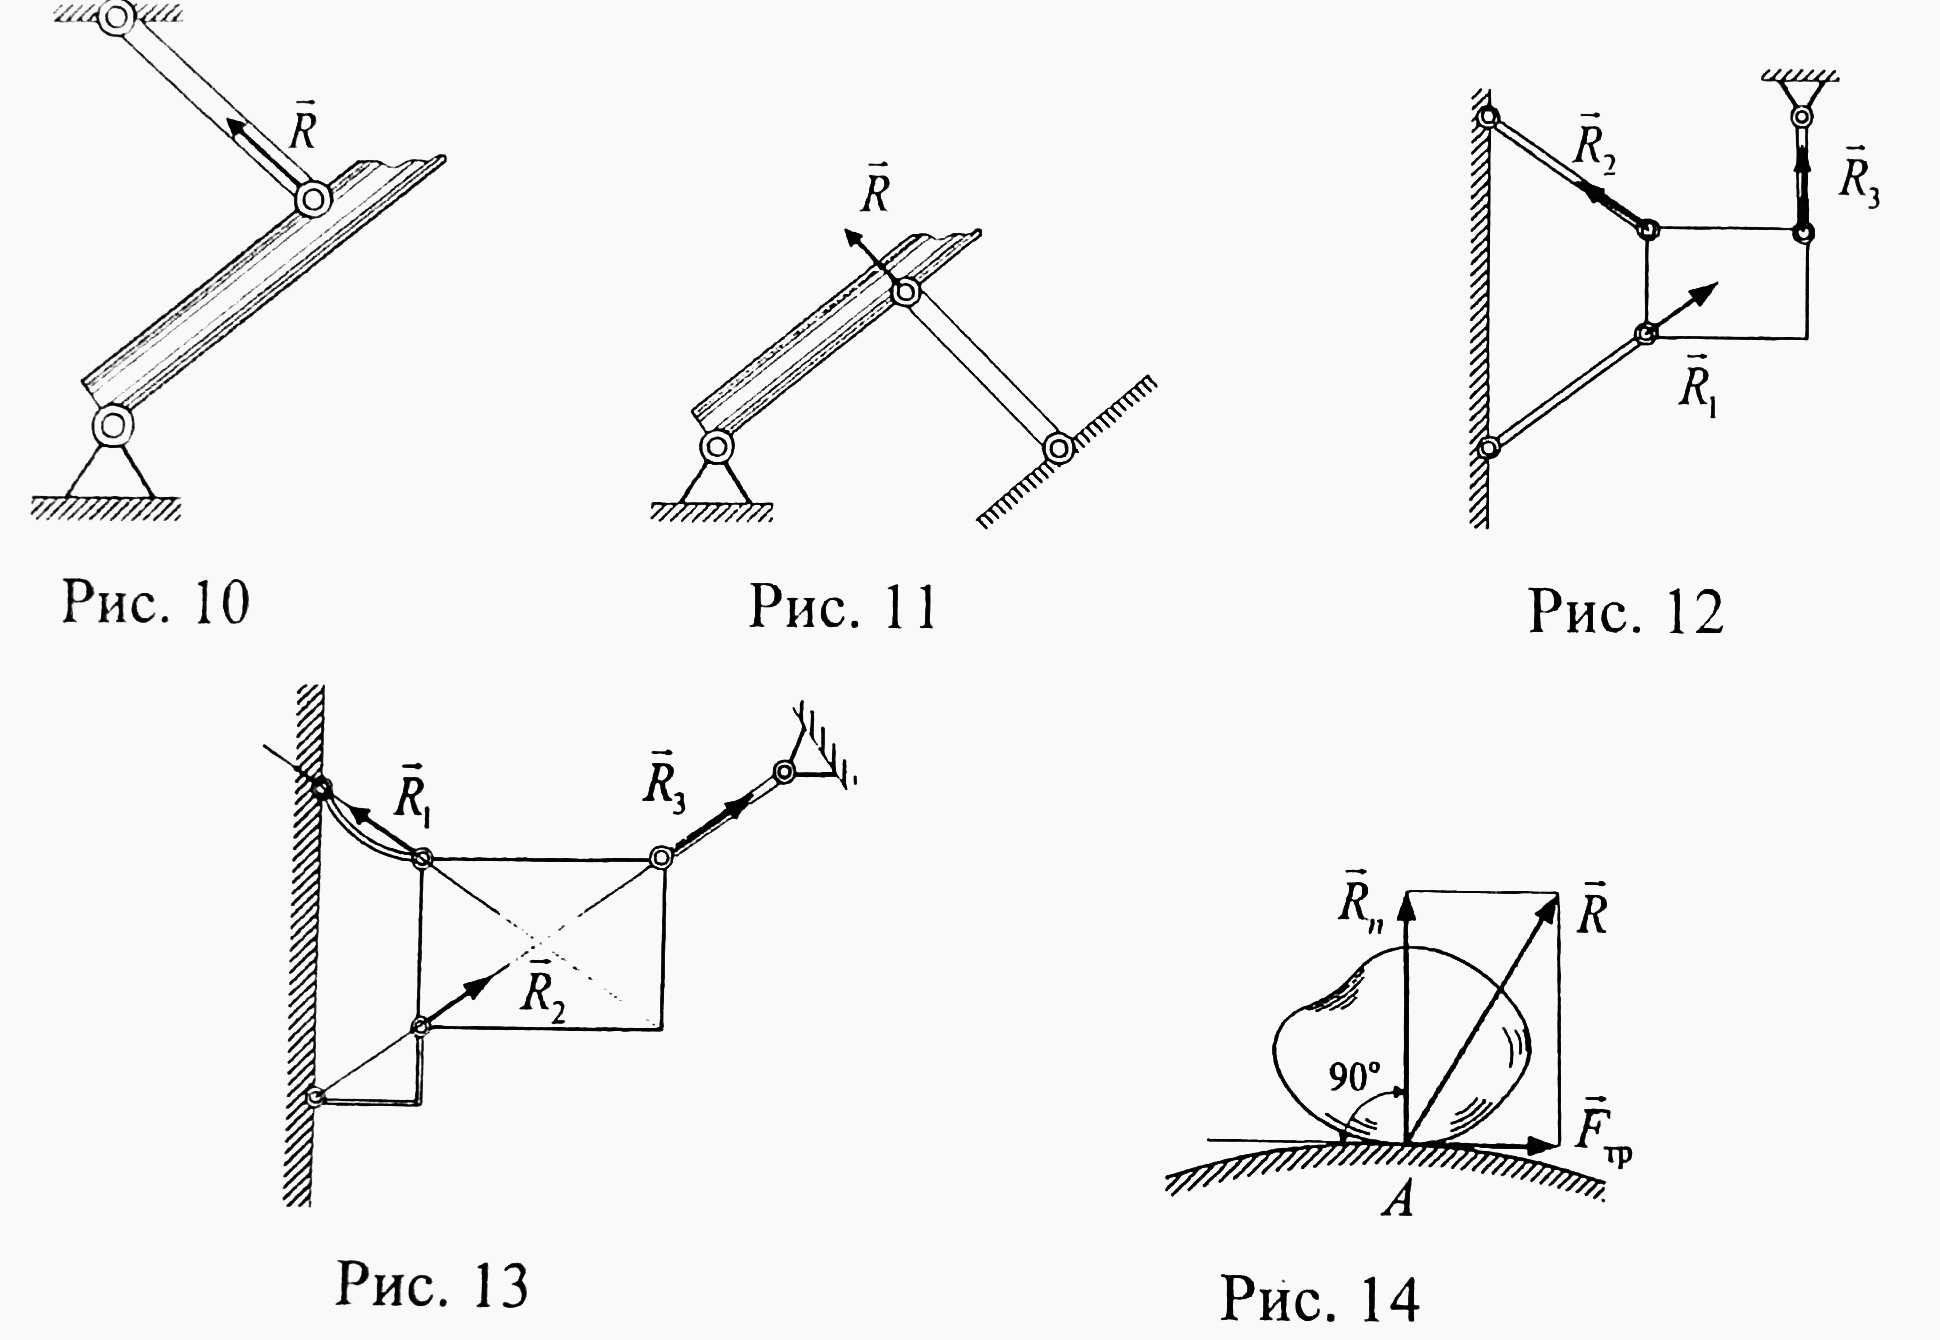 R⃗
R⃗
R⃗₂
R⃗₃
R⃗₁
Рис. 10
Рис. 11
Рис. 12
R⃗₁
R⃗₃
R⃗₂
R⃗ₙ
R⃗
90°
F⃗тр
A
Рис. 13
Рис. 14